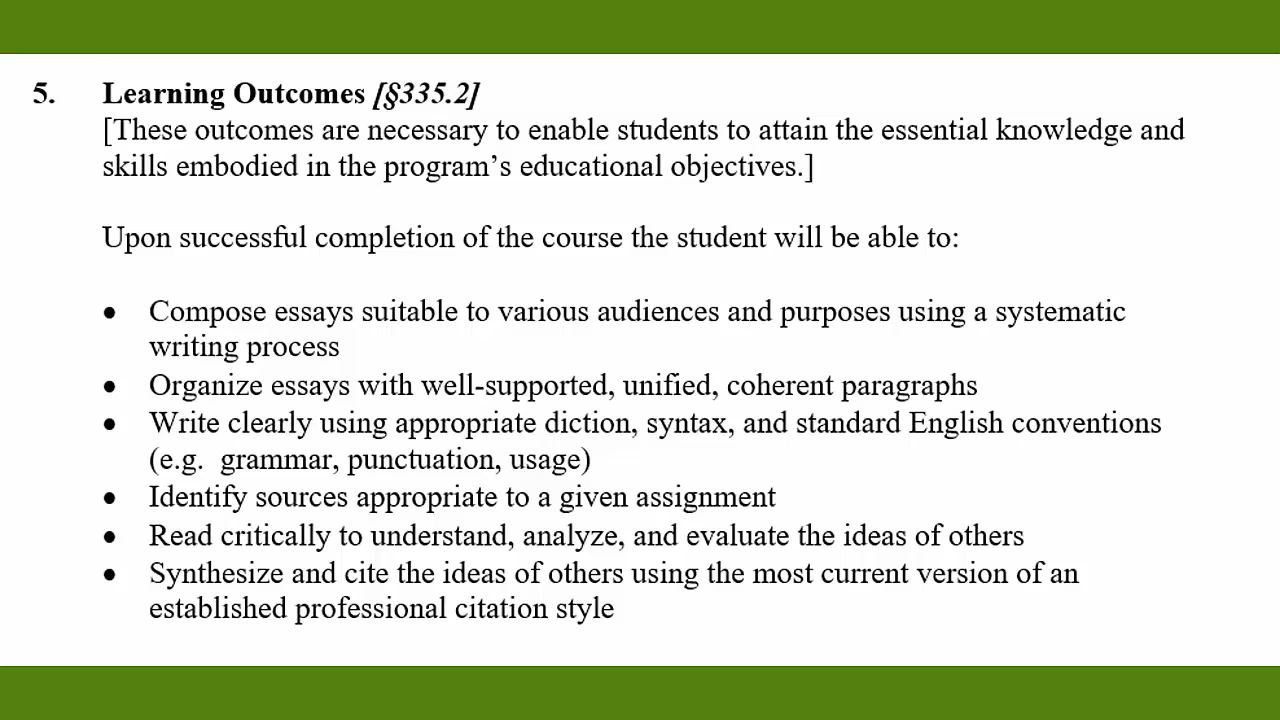 5. Learning Outcomes [§335.2]
[These outcomes are necessary to enable students to attain the essential knowledge and
skills embodied in the program’s educational objectives.]
Upon successful completion of the course the student will be able to:
• Compose essays suitable to various audiences and purposes using a systematic
writing process
• Organize essays with well-supported, unified, coherent paragraphs
• Write clearly using appropriate diction, syntax, and standard English conventions
(e.g.  grammar, punctuation, usage)
• Identify sources appropriate to a given assignment
• Read critically to understand, analyze, and evaluate the ideas of others
• Synthesize and cite the ideas of others using the most current version of an
established professional citation style